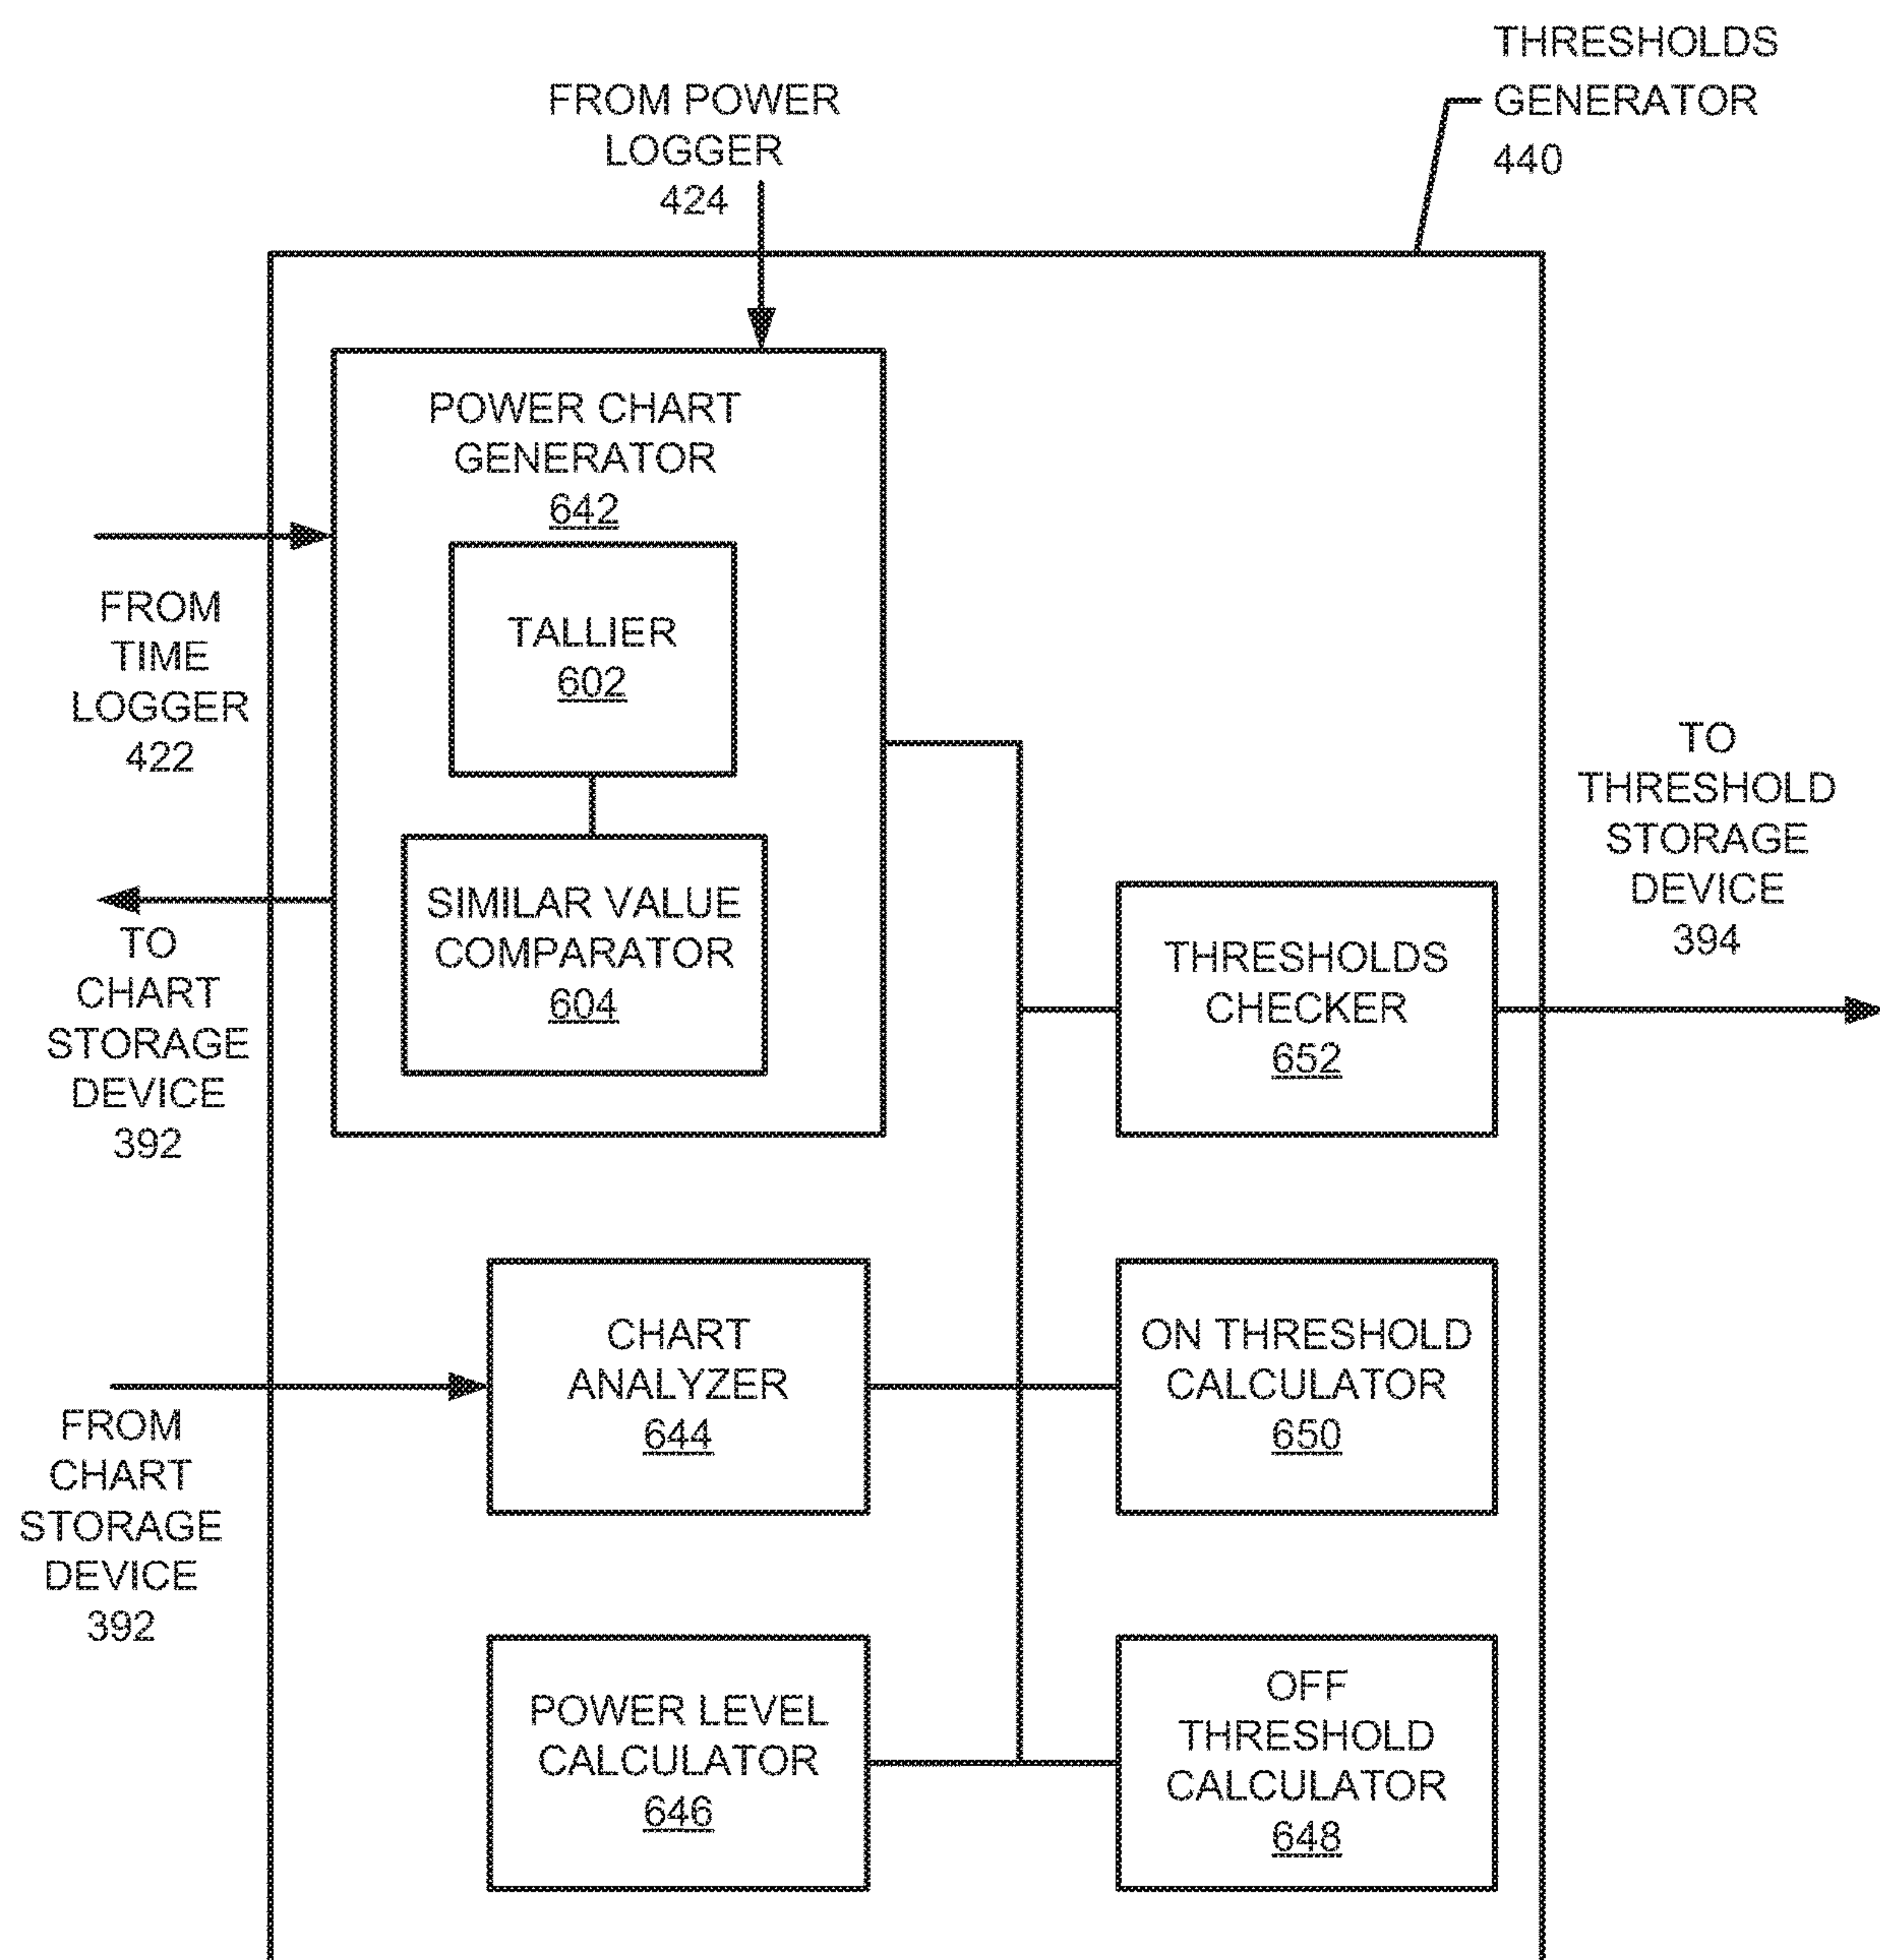 THRESHOLDS
GENERATOR
440
FROM POWER
LOGGER
424
POWER CHART
GENERATOR
642
TALLIER
602
SIMILAR VALUE
COMPARATOR
604
FROM
TIME
LOGGER
422
TO
CHART
STORAGE
DEVICE
392
TO
THRESHOLD
STORAGE
DEVICE
394
THRESHOLDS
CHECKER
652
CHART
ANALYZER
644
ON THRESHOLD
CALCULATOR
650
FROM
CHART
STORAGE
DEVICE
392
POWER LEVEL
CALCULATOR
646
OFF
THRESHOLD
CALCULATOR
648